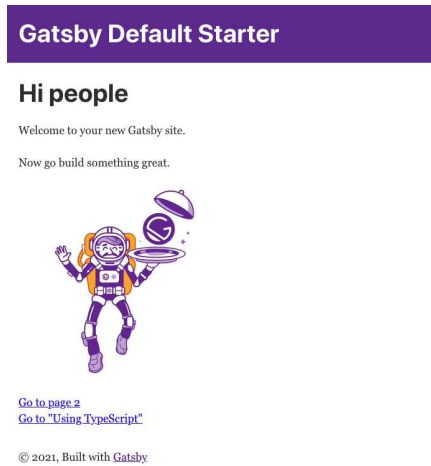 Gatsby Default Starter
Hi people
Welcome to your new Gatsby site.
Now go build something great.
Go to page 2
Go to "Using TypeScript"
© 2021, Built with Gatsby